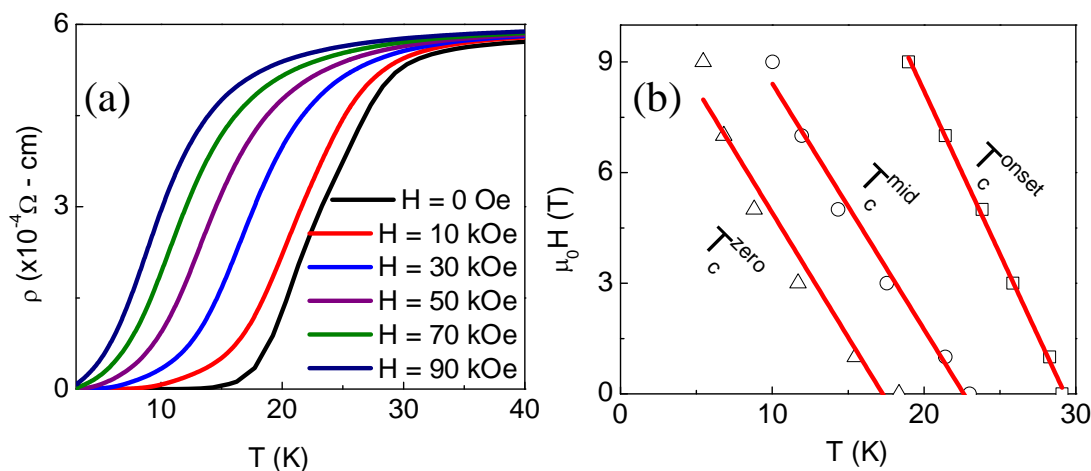 (a)
6
3
0
ρ (x10⁻⁴Ω - cm)
H = 0 Oe
H = 10 kOe
H = 30 kOe
H = 50 kOe
H = 70 kOe
H = 90 kOe
10 20 30 40
T (K)
(b)
9
6
3
0
μ₀H (T)
T_c^zero
T_c^mid
T_c^onset
0 10 20 30
T (K)